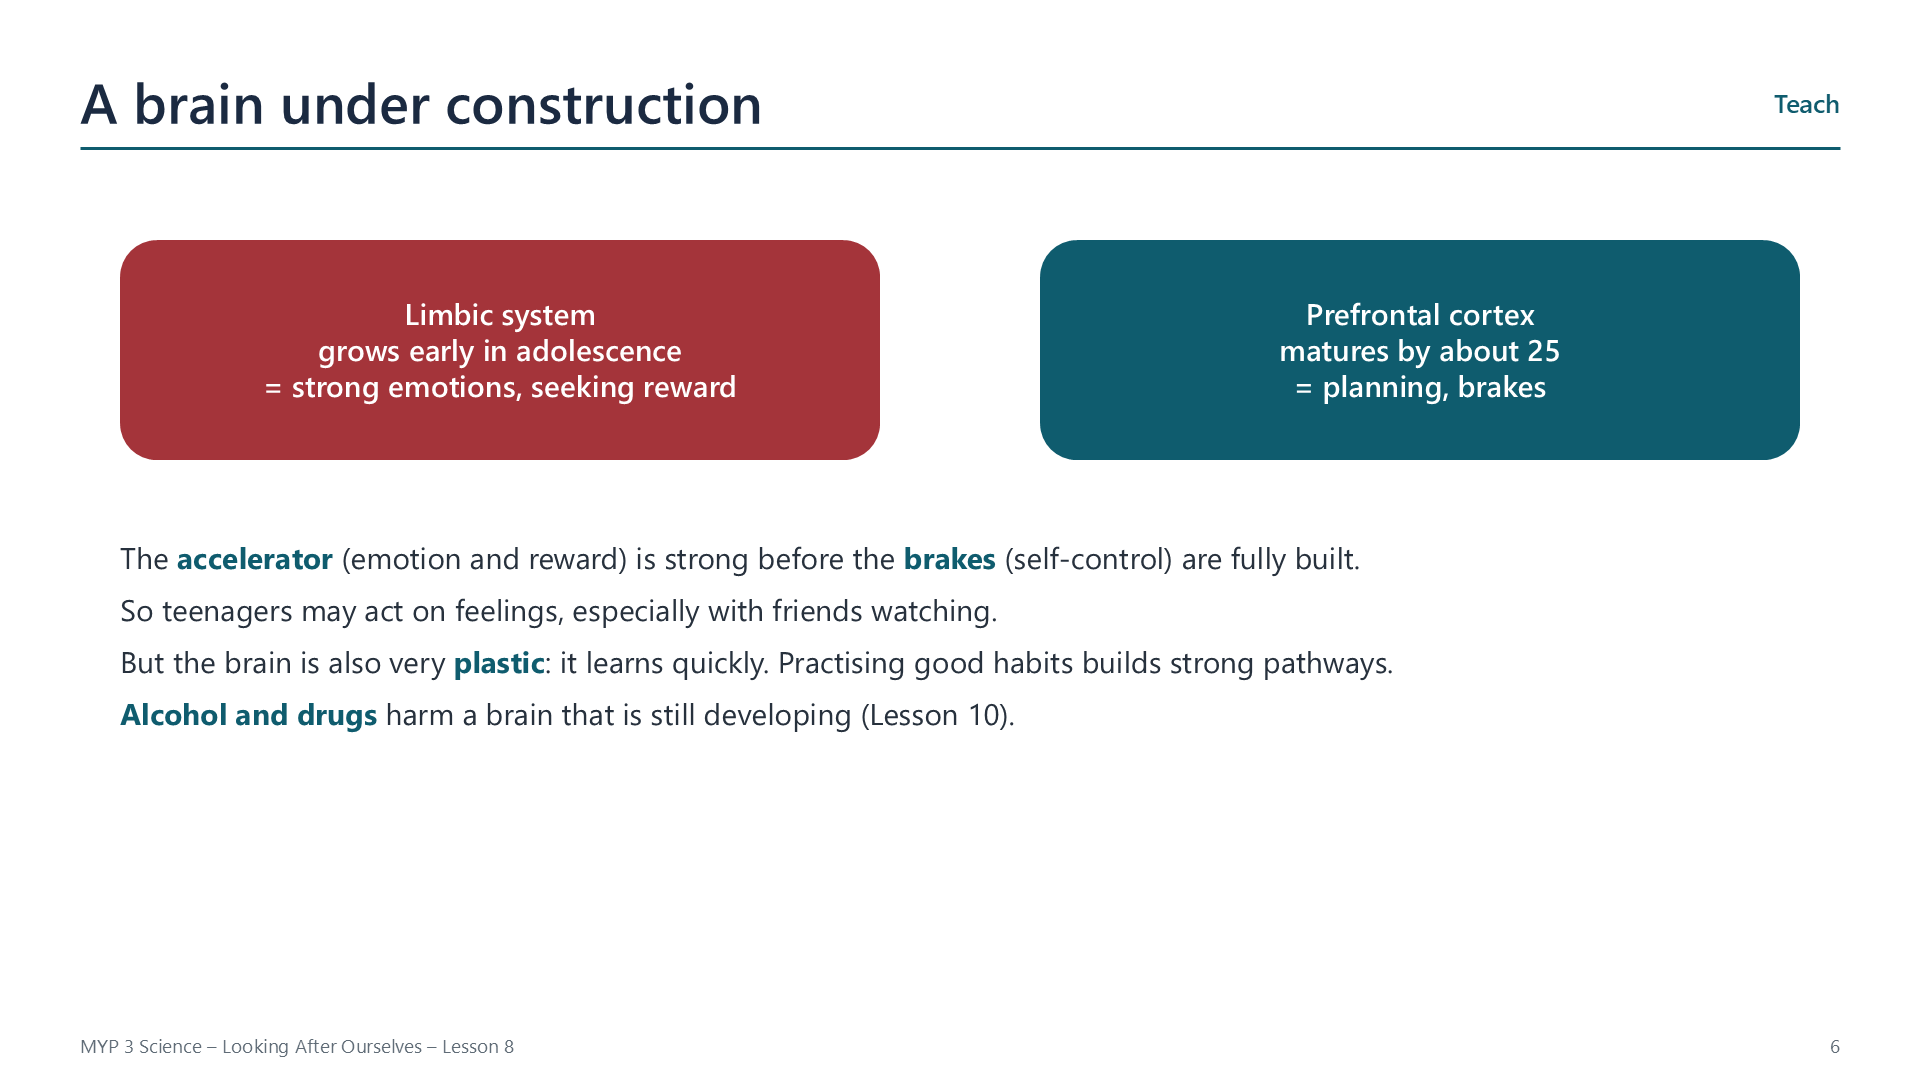 A brain under construction
Teach
Limbic system
grows early in adolescence
= strong emotions, seeking reward
Prefrontal cortex
matures by about 25
= planning, brakes
The accelerator (emotion and reward) is strong before the brakes (self-control) are fully built.
So teenagers may act on feelings, especially with friends watching.
But the brain is also very plastic: it learns quickly. Practising good habits builds strong pathways.
Alcohol and drugs harm a brain that is still developing (Lesson 10).
MYP 3 Science – Looking After Ourselves – Lesson 8
6